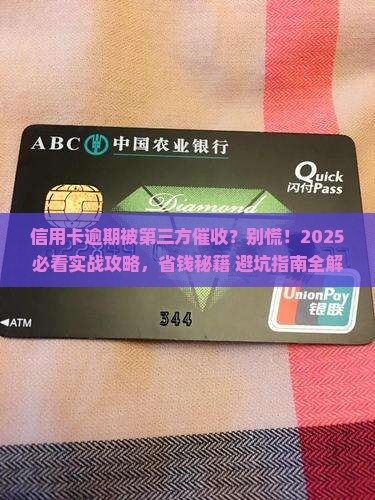 ABC 中国农业银行
Quick
闪付Pass
Diamond
信用卡逾期被第三方催收？别慌！2025
必看实战攻略，省钱秘籍 避坑指南全解
UnionPay
银联
344
◀ATM